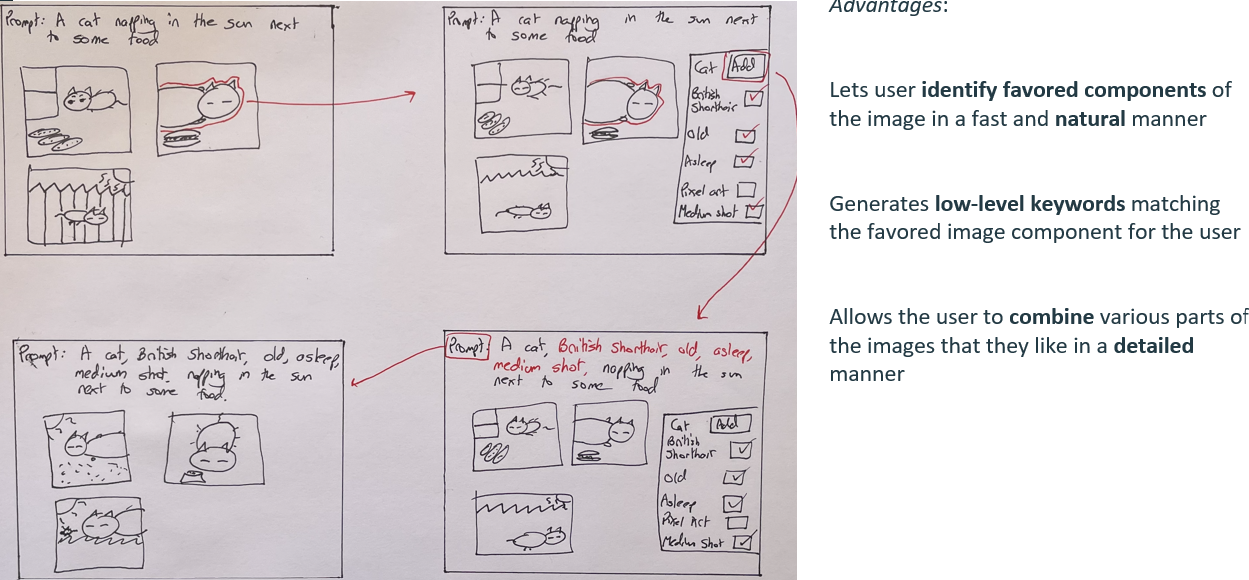 Prompt: A cat napping in the sun next
to some food
Prompt: A cat napping in the sun next
to some food
Cat Add
British
Shorthair
Old
Asleep
Pixel art
Medium shot
Prompt: A cat, British Shorthair, old, asleep,
medium shot, napping in the sun
next to some food
Cat Add
British
Shorthair
Old
Asleep
Pixel Art
Medium Shot
Prompt: A cat, British Shorthair, old, asleep,
medium shot. napping in the sun
next to some food.
Advantages:
Lets user identify favored components of
the image in a fast and natural manner
Generates low-level keywords matching
the favored image component for the user
Allows the user to combine various parts of
the images that they like in a detailed
manner